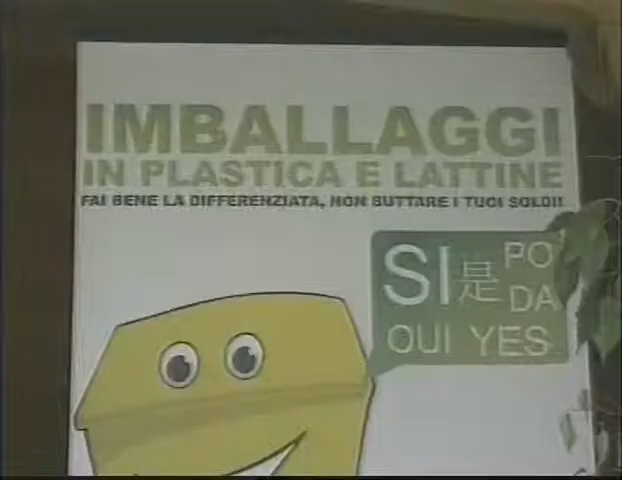 IMBALLAGGI
IN PLASTICA E LATTINE
FAI BENE LA DIFFERENZIATA, NON BUTTARE I TUOI SOLDI!
SI 是 PO
DA
OUI YES